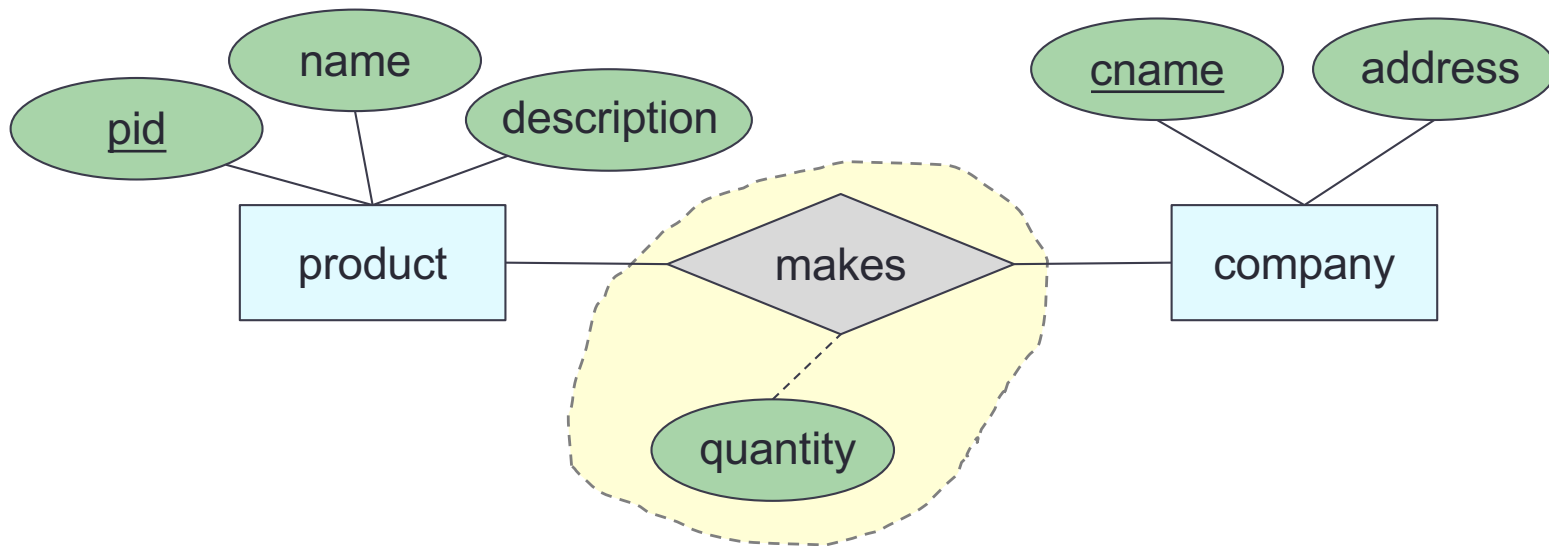 name
cname
address
pid
description
product
makes
company
quantity